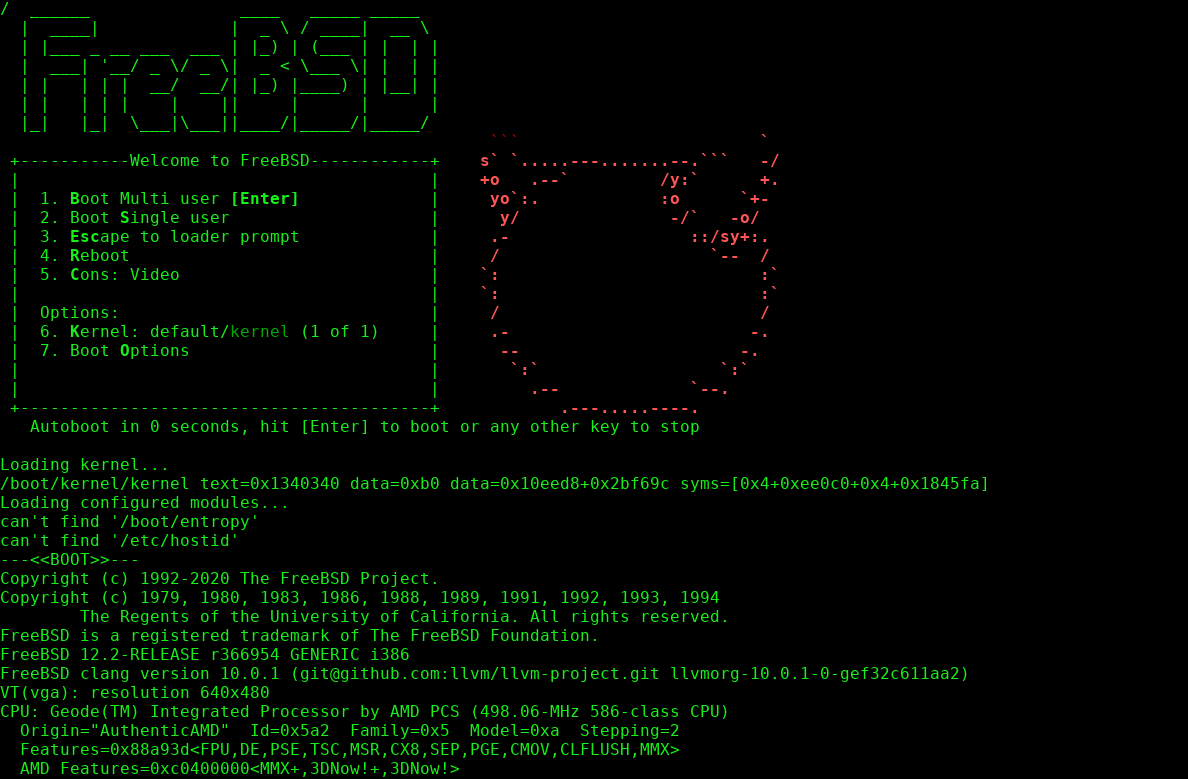 FreeBSD
Welcome to FreeBSD
1. Boot Multi user [Enter]
2. Boot Single user
3. Escape to loader prompt
4. Reboot
5. Cons: Video
Options:
6. Kernel: default/kernel (1 of 1)
7. Boot Options
Autoboot in 0 seconds, hit [Enter] to boot or any other key to stop
Loading kernel...
/boot/kernel/kernel text=0x1340340 data=0xb0 data=0x10eed8+0x2bf69c syms=[0x4+0xee0c0+0x4+0x1845fa]
Loading configured modules...
can't find '/boot/entropy'
can't find '/etc/hostid'
---<<BOOT>>---
Copyright (c) 1992-2020 The FreeBSD Project.
Copyright (c) 1979, 1980, 1983, 1986, 1988, 1989, 1991, 1992, 1993, 1994
The Regents of the University of California. All rights reserved.
FreeBSD is a registered trademark of The FreeBSD Foundation.
FreeBSD 12.2-RELEASE r366954 GENERIC i386
FreeBSD clang version 10.0.1 (git@github.com:llvm/llvm-project.git llvmorg-10.0.1-0-gef32c611aa2)
VT(vga): resolution 640x480
CPU: Geode(TM) Integrated Processor by AMD PCS (498.06-MHz 586-class CPU)
Origin="AuthenticAMD"  Id=0x5a2  Family=0x5  Model=0xa  Stepping=2
Features=0x88a93d<FPU,DE,PSE,TSC,MSR,CX8,SEP,PGE,CMOV,CLFLUSH,MMX>
AMD Features=0xc0400000<MMX+,3DNow!+,3DNow!>